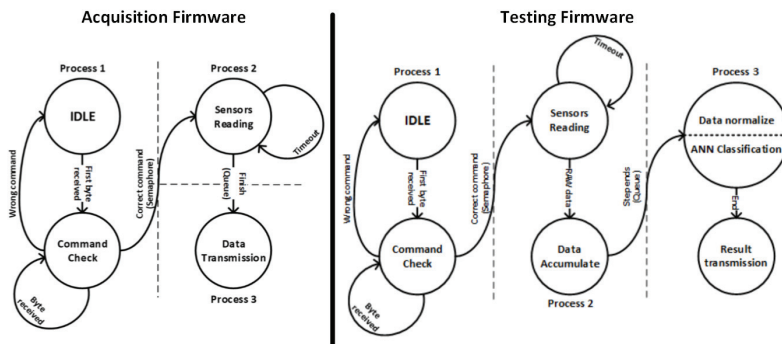 Acquisition Firmware
Process 1
IDLE
Wrong command
First byte
received
Command
Check
Byte
received
Correct command
(Semaphore)
Process 2
Sensors
Reading
Timeout
Finish
(Queue)
Data
Transmission
Process 3
Testing Firmware
Process 1
IDLE
Wrong command
First byte
received
Command
Check
Byte
received
Correct command
(Semaphore)
Timeout
Sensors
Reading
RAW data
Data
Accumulate
Process 2
Process 3
Data normalize
ANN Classification
End
Result
transmission